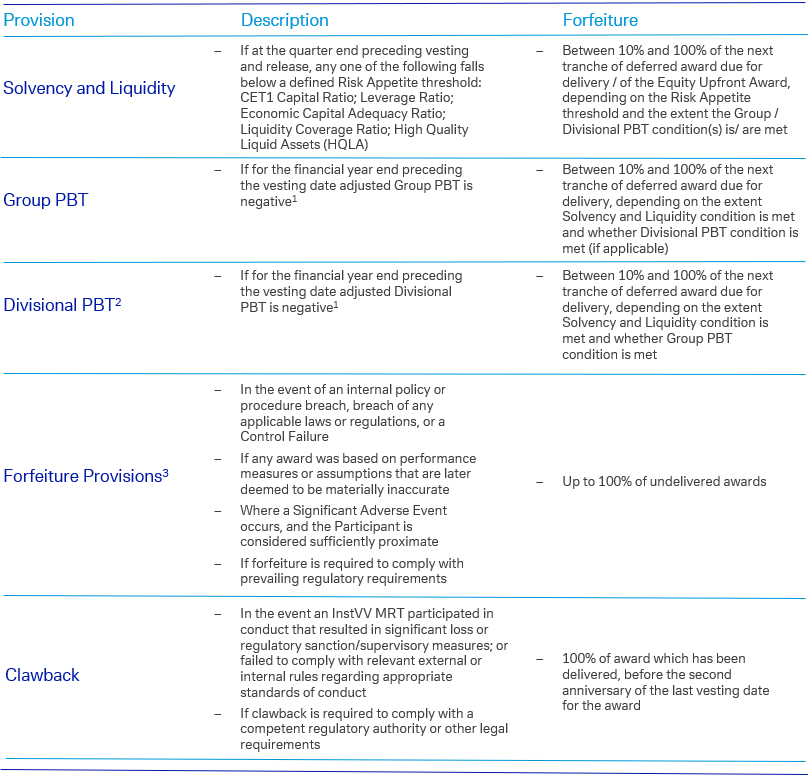 Provision
Description
Forfeiture
Solvency and Liquidity
– If at the quarter end preceding vesting
and release, any one of the following falls
below a defined Risk Appetite threshold:
CET1 Capital Ratio; Leverage Ratio;
Economic Capital Adequacy Ratio;
Liquidity Coverage Ratio; High Quality
Liquid Assets (HQLA)
– Between 10% and 100% of the next
tranche of deferred award due for
delivery / of the Equity Upfront Award,
depending on the Risk Appetite
threshold and the extent the Group /
Divisional PBT condition(s) is/ are met
Group PBT
– If for the financial year end preceding
the vesting date adjusted Group PBT is
negative¹
– Between 10% and 100% of the next
tranche of deferred award due for
delivery, depending on the extent
Solvency and Liquidity condition is met
and whether Divisional PBT condition is
met (if applicable)
Divisional PBT²
– If for the financial year end preceding
the vesting date adjusted Divisional
PBT is negative¹
– Between 10% and 100% of the next
tranche of deferred award due for
delivery, depending on the extent
Solvency and Liquidity condition is
met and whether Group PBT
condition is met
Forfeiture Provisions³
– In the event of an internal policy or
procedure breach, breach of any
applicable laws or regulations, or a
Control Failure
– If any award was based on performance
measures or assumptions that are later
deemed to be materially inaccurate
– Where a Significant Adverse Event
occurs, and the Participant is
considered sufficiently proximate
– If forfeiture is required to comply with
prevailing regulatory requirements
– Up to 100% of undelivered awards
Clawback
– In the event an InstVV MRT participated in
conduct that resulted in significant loss or
regulatory sanction/supervisory measures; or
failed to comply with relevant external or
internal rules regarding appropriate
standards of conduct
– If clawback is required to comply with a
competent regulatory authority or other legal
requirements
– 100% of award which has been
delivered, before the second
anniversary of the last vesting date
for the award